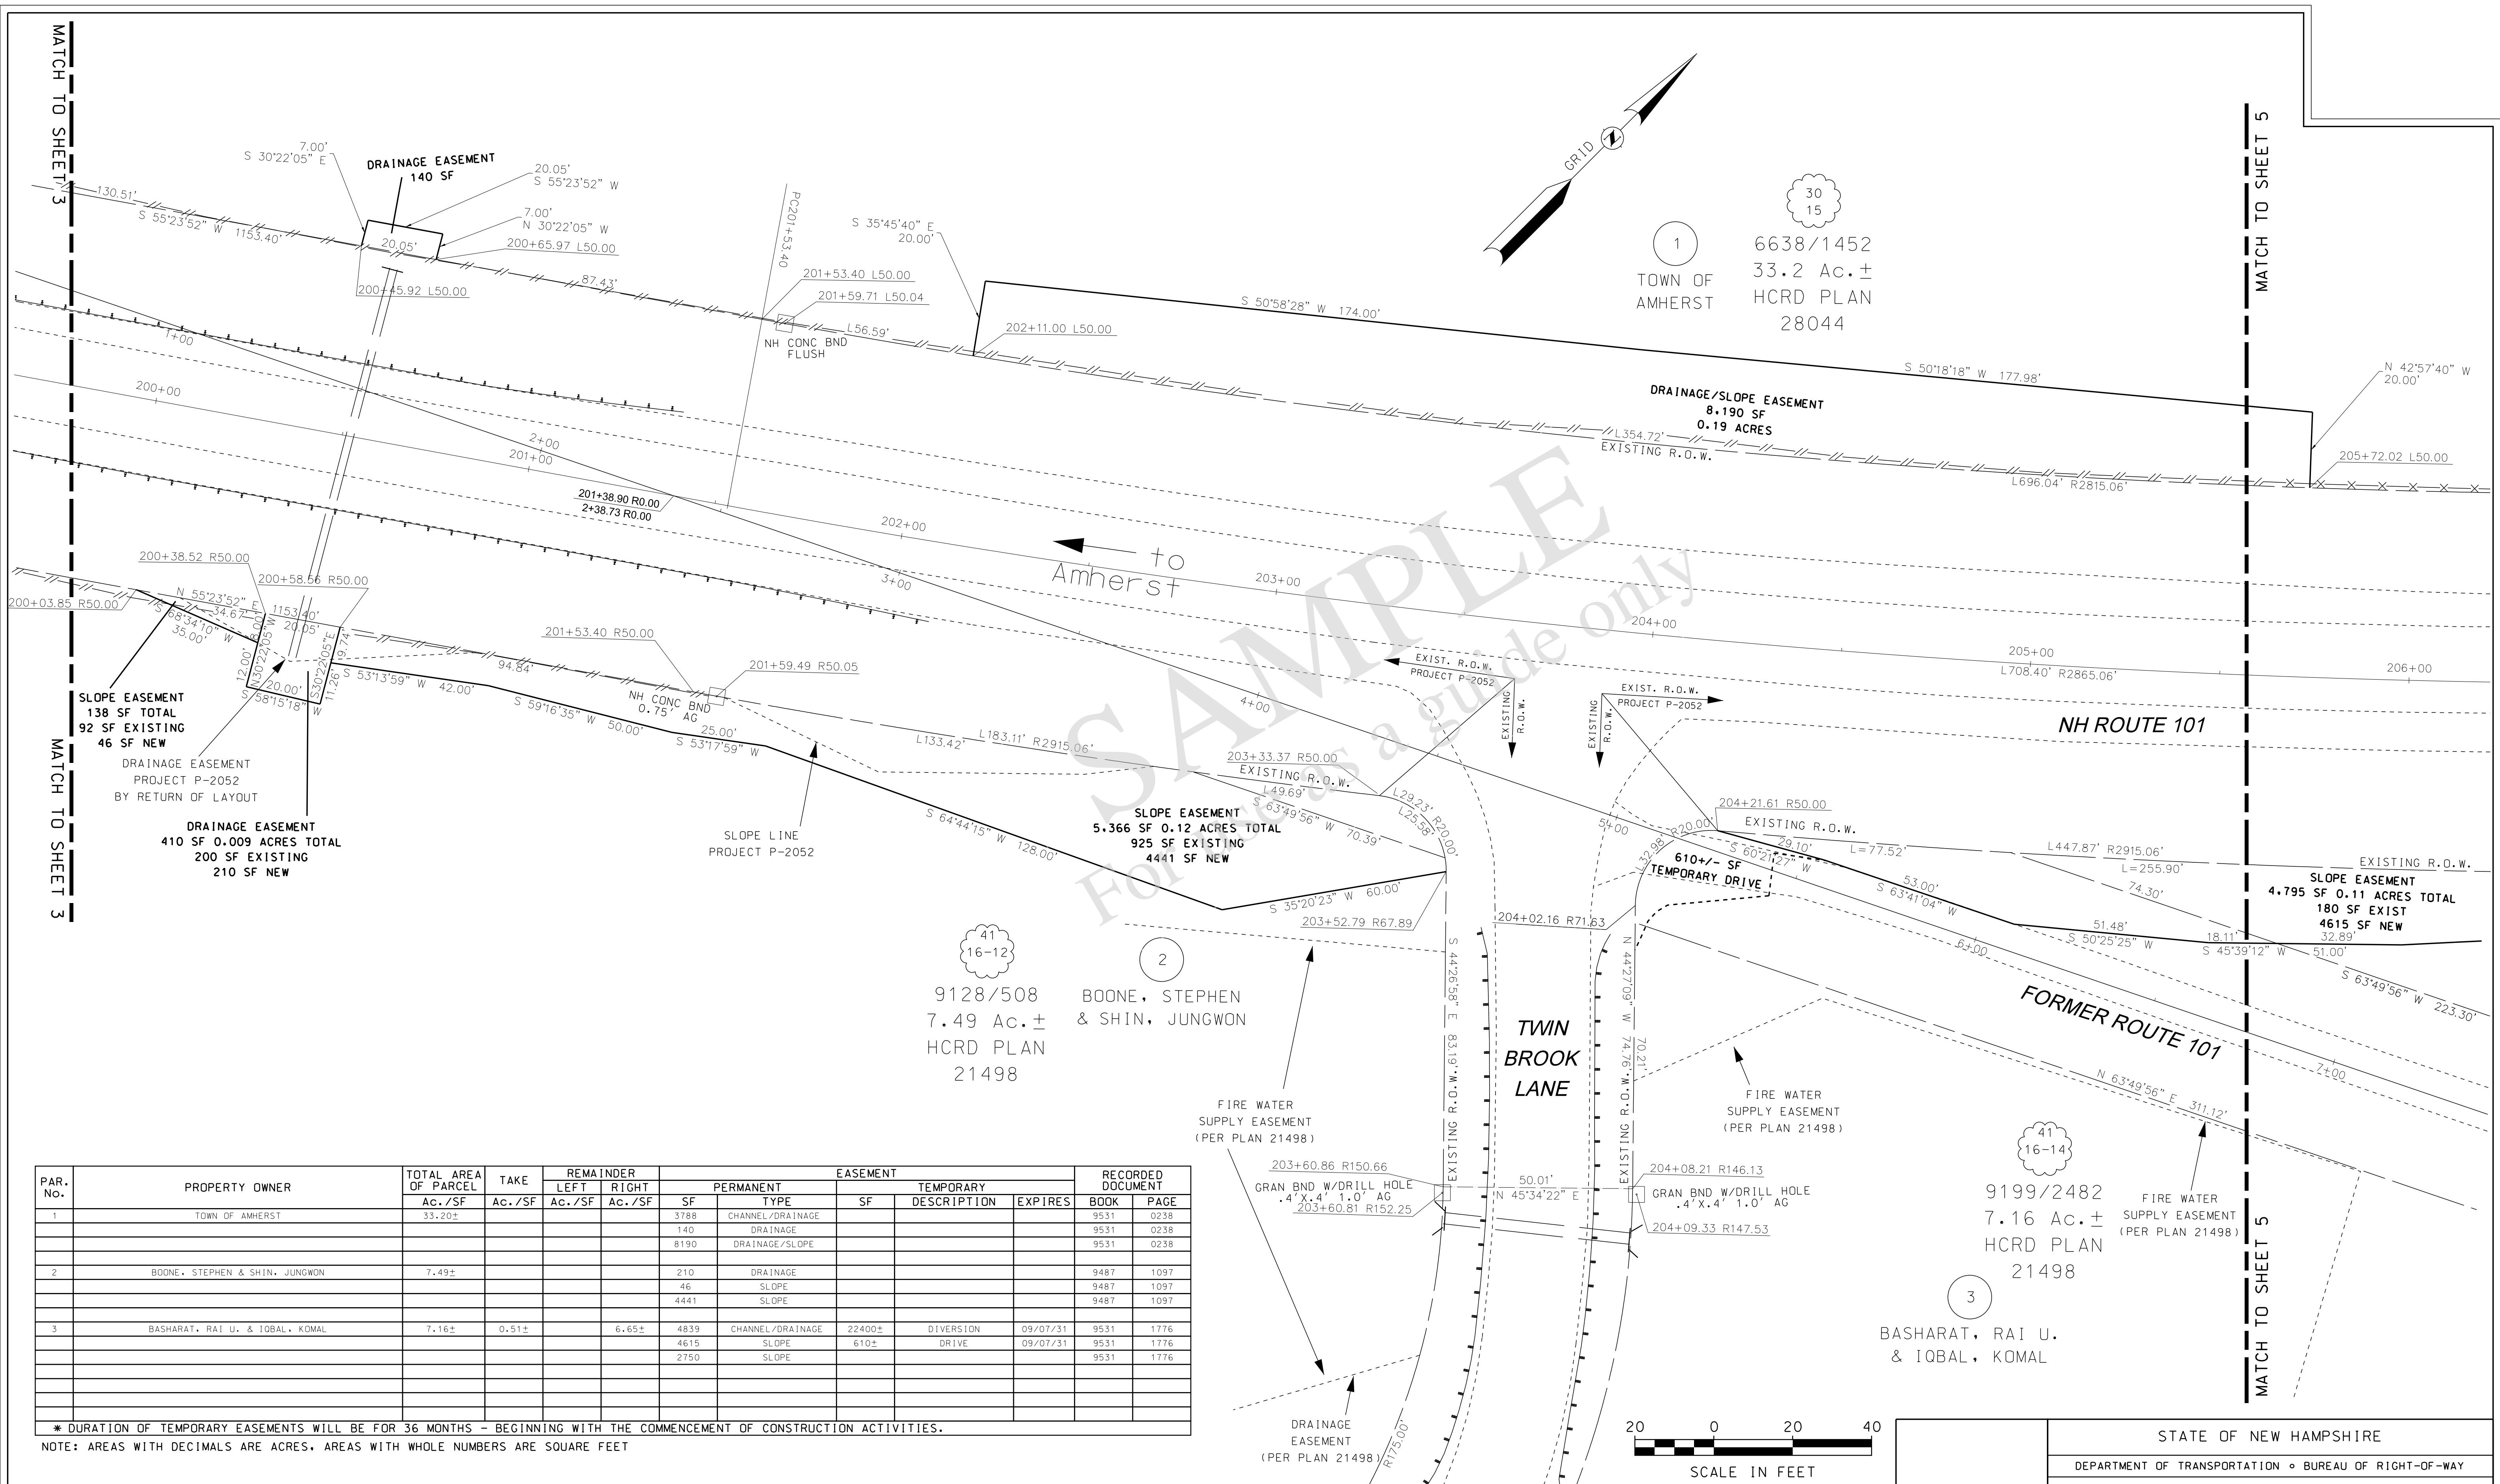 MATCH TO SHEET 3
MATCH TO SHEET 3
MATCH TO SHEET 5
MATCH TO SHEET 5
7.00'
S 30°22'05" E
DRAINAGE EASEMENT
140 SF
20.05'
S 55°23'52" W
7.00'
N 30°22'05" W
200+65.97 L50.00
130.51'
S 55°23'52" W 1153.40'
20.05'
200+45.92 L50.00
87.43'
PC201+53.40
201+53.40 L50.00
201+59.71 L50.04
L56.59'
NH CONC BND
FLUSH
S 35°45'40" E
20.00'
202+11.00 L50.00
S 50°58'28" W 174.00'
GRID
N
1
TOWN OF
AMHERST
30
15
6638/1452
33.2 Ac.±
HCRD PLAN
28044
S 50°18'18" W 177.98'
N 42°57'40" W
20.00'
DRAINAGE/SLOPE EASEMENT
8,190 SF
0.19 ACRES
L354.72'
EXISTING R.O.W.
L696.04' R2815.06'
205+72.02 L50.00
1+00
200+00
2+00
201+00
201+38.90 R0.00
2+38.73 R0.00
202+00
3+00
to
Amherst
203+00
204+00
205+00
L708.40' R2865.06'
206+00
4+00
SAMPLE
For use as a guide only
200+38.52 R50.00
200+58.56 R50.00
200+03.85 R50.00
N 55°23'52" E 1153.40'
34.67'
20.05'
S 68°34'10" W
35.00'
8.00'
12.00'
N30°22'05"W
S30°22'05"E
9.74'
11.26'
20.00'
S 58°15'18" W
S 53°13'59" W 42.00'
94.84'
201+53.40 R50.00
201+59.49 R50.05
NH CONC BND
0.75' AG
S 59°16'35" W 50.00'
25.00'
S 53°17'59" W
L133.42'
L183.11' R2915.06'
SLOPE EASEMENT
138 SF TOTAL
92 SF EXISTING
46 SF NEW
DRAINAGE EASEMENT
PROJECT P-2052
BY RETURN OF LAYOUT
DRAINAGE EASEMENT
410 SF 0.009 ACRES TOTAL
200 SF EXISTING
210 SF NEW
SLOPE LINE
PROJECT P-2052
S 64°44'15" W 128.00'
SLOPE EASEMENT
5,366 SF 0.12 ACRES TOTAL
925 SF EXISTING
4441 SF NEW
203+33.37 R50.00
EXISTING R.O.W.
L49.69'
S 63°49'56" W 70.39'
L29.23'
L25.58'
R20.00'
S 35°20'23" W 60.00'
203+52.79 R67.89
EXIST. R.O.W.
PROJECT P-2052
EXISTING
R.O.W.
EXISTING
R.O.W.
EXIST. R.O.W.
PROJECT P-2052
NH ROUTE 101
5+00
L32.98'
R20.00'
204+21.61 R50.00
EXISTING R.O.W.
29.10'
S 60°21'27" W
L=77.52'
610+/- SF
TEMPORARY DRIVE
L447.87' R2915.06'
L=255.90'
EXISTING R.O.W.
53.00'
S 63°41'04" W
74.30'
204+02.16 R71.63
51.48'
S 50°25'25" W
18.11'
32.89'
S 45°39'12" W 51.00'
SLOPE EASEMENT
4,795 SF 0.11 ACRES TOTAL
180 SF EXIST
4615 SF NEW
S 63°49'56" W 223.30'
6+00
FORMER ROUTE 101
7+00
N 63°49'56" E 311.12'
41
16-12
9128/508
7.49 Ac.±
HCRD PLAN
21498
2
BOONE, STEPHEN
& SHIN, JUNGWON
S 44°26'58" E 83.19'
EXISTING R.O.W.
TWIN
BROOK
LANE
N 44°27'09" W 74.76'
70.21'
EXISTING R.O.W.
FIRE WATER
SUPPLY EASEMENT
(PER PLAN 21498)
FIRE WATER
SUPPLY EASEMENT
(PER PLAN 21498)
FIRE WATER
SUPPLY EASEMENT
(PER PLAN 21498)
203+60.86 R150.66
GRAN BND W/DRILL HOLE
.4'X.4' 1.0' AG
203+60.81 R152.25
50.01'
N 45°34'22" E
204+08.21 R146.13
GRAN BND W/DRILL HOLE
.4'X.4' 1.0' AG
204+09.33 R147.53
41
16-14
9199/2482
7.16 Ac.±
HCRD PLAN
21498
3
BASHARAT, RAI U.
& IQBAL, KOMAL
DRAINAGE
EASEMENT
(PER PLAN 21498)
R175.00'
PAR. No. PROPERTY OWNER TOTAL AREA OF PARCEL TAKE REMAINDER EASEMENT RECORDED DOCUMENT
LEFT RIGHT PERMANENT TEMPORARY
Ac./SF Ac./SF Ac./SF Ac./SF SF TYPE SF DESCRIPTION EXPIRES BOOK PAGE
1 TOWN OF AMHERST 33.20± 3788 CHANNEL/DRAINAGE 9531 0238
140 DRAINAGE 9531 0238
8190 DRAINAGE/SLOPE 9531 0238
2 BOONE, STEPHEN & SHIN, JUNGWON 7.49± 210 DRAINAGE 9487 1097
46 SLOPE 9487 1097
4441 SLOPE 9487 1097
3 BASHARAT, RAI U. & IQBAL, KOMAL 7.16± 0.51± 6.65± 4839 CHANNEL/DRAINAGE 22400± DIVERSION 09/07/31 9531 1776
4615 SLOPE 610± DRIVE 09/07/31 9531 1776
2750 SLOPE 9531 1776
* DURATION OF TEMPORARY EASEMENTS WILL BE FOR 36 MONTHS - BEGINNING WITH THE COMMENCEMENT OF CONSTRUCTION ACTIVITIES.
NOTE: AREAS WITH DECIMALS ARE ACRES, AREAS WITH WHOLE NUMBERS ARE SQUARE FEET
20 0 20 40
SCALE IN FEET
STATE OF NEW HAMPSHIRE
DEPARTMENT OF TRANSPORTATION ∘ BUREAU OF RIGHT-OF-WAY